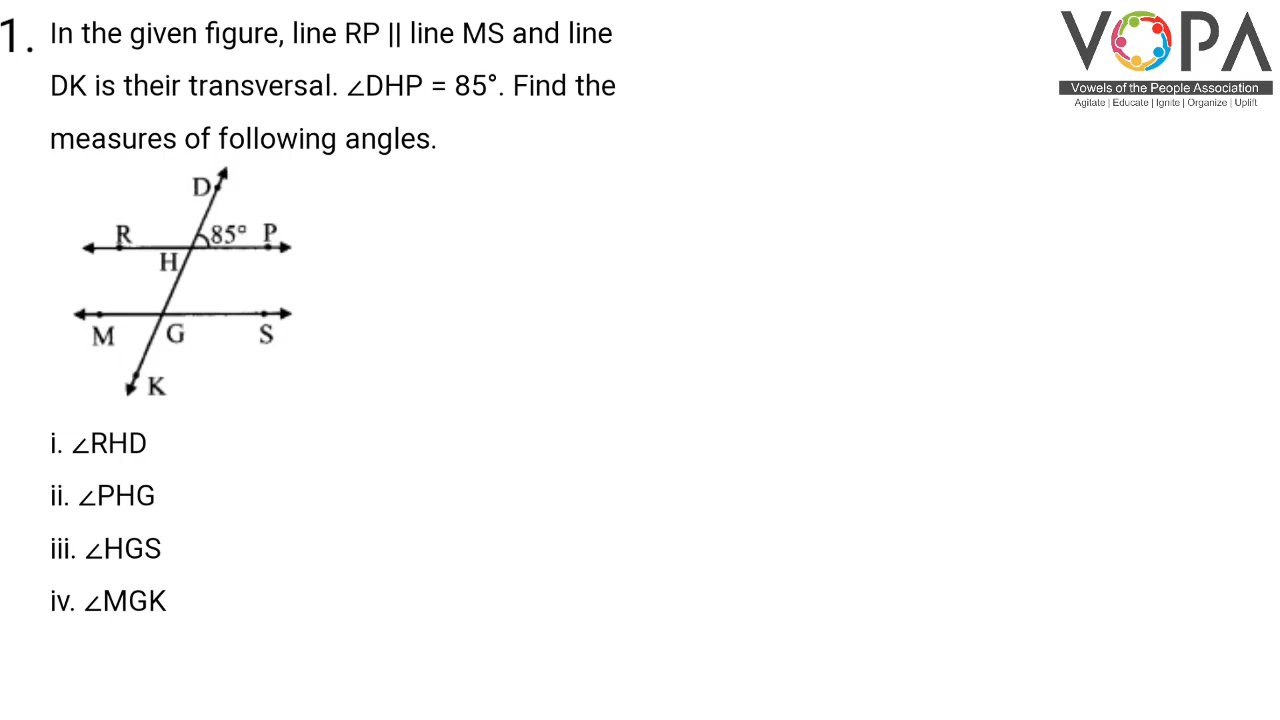 1. In the given figure, line RP || line MS and line
DK is their transversal. ∠DHP = 85°. Find the
measures of following angles.
VOPA
Vowels of the People Association
Agitate | Educate | Ignite | Organize | Uplift
D
R
85°
P
H
M
G
S
K
i. ∠RHD
ii. ∠PHG
iii. ∠HGS
iv. ∠MGK